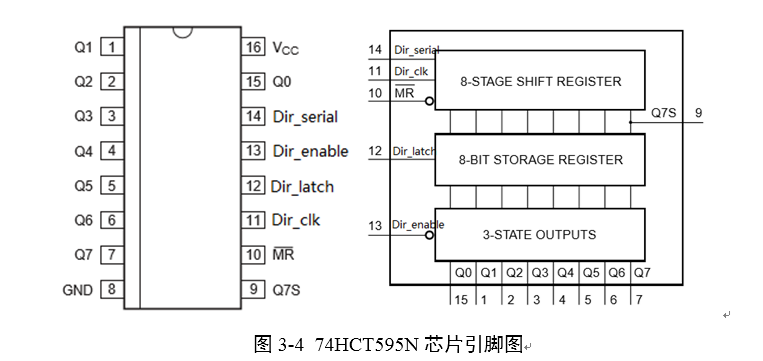 Q1 1 16 VCC
Q2 2 15 Q0
Q3 3 14 Dir_serial
Q4 4 13 Dir_enable
Q5 5 12 Dir_latch
Q6 6 11 Dir_clk
Q7 7 10 MR
GND 8 9 Q7S
14 Dir_serial
11 Dir_clk
10 MR
8-STAGE SHIFT REGISTER
Q7S 9
12 Dir_latch
8-BIT STORAGE REGISTER
13 Dir_enable
3-STATE OUTPUTS
Q0 Q1 Q2 Q3 Q4 Q5 Q6 Q7
15 1 2 3 4 5 6 7
图 3-4 74HCT595N 芯片引脚图